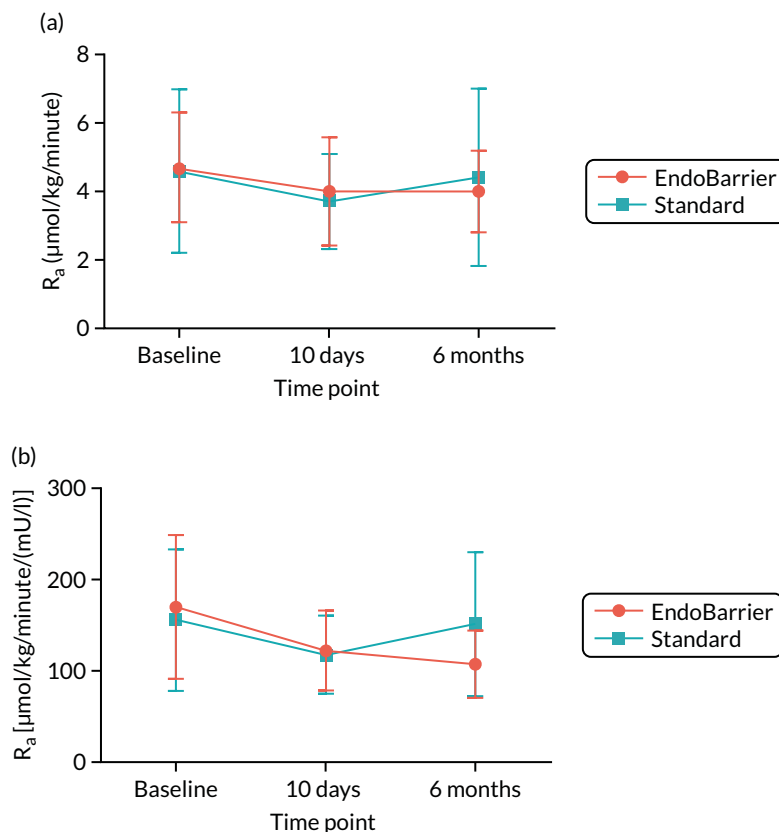 (a)
8
6
4
2
0
Rₐ (µmol/kg/minute)
Baseline
10 days
6 months
Time point
EndoBarrier
Standard
(b)
300
200
100
0
Rₐ [µmol/kg/minute/(mU/l)]
Baseline
10 days
6 months
Time point
EndoBarrier
Standard